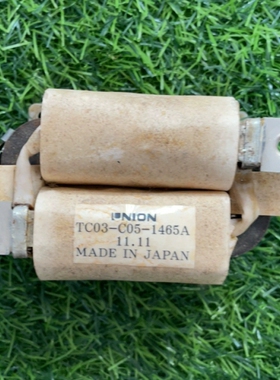 UNION
TC03-C05-1465A
11.11
MADE IN JAPAN